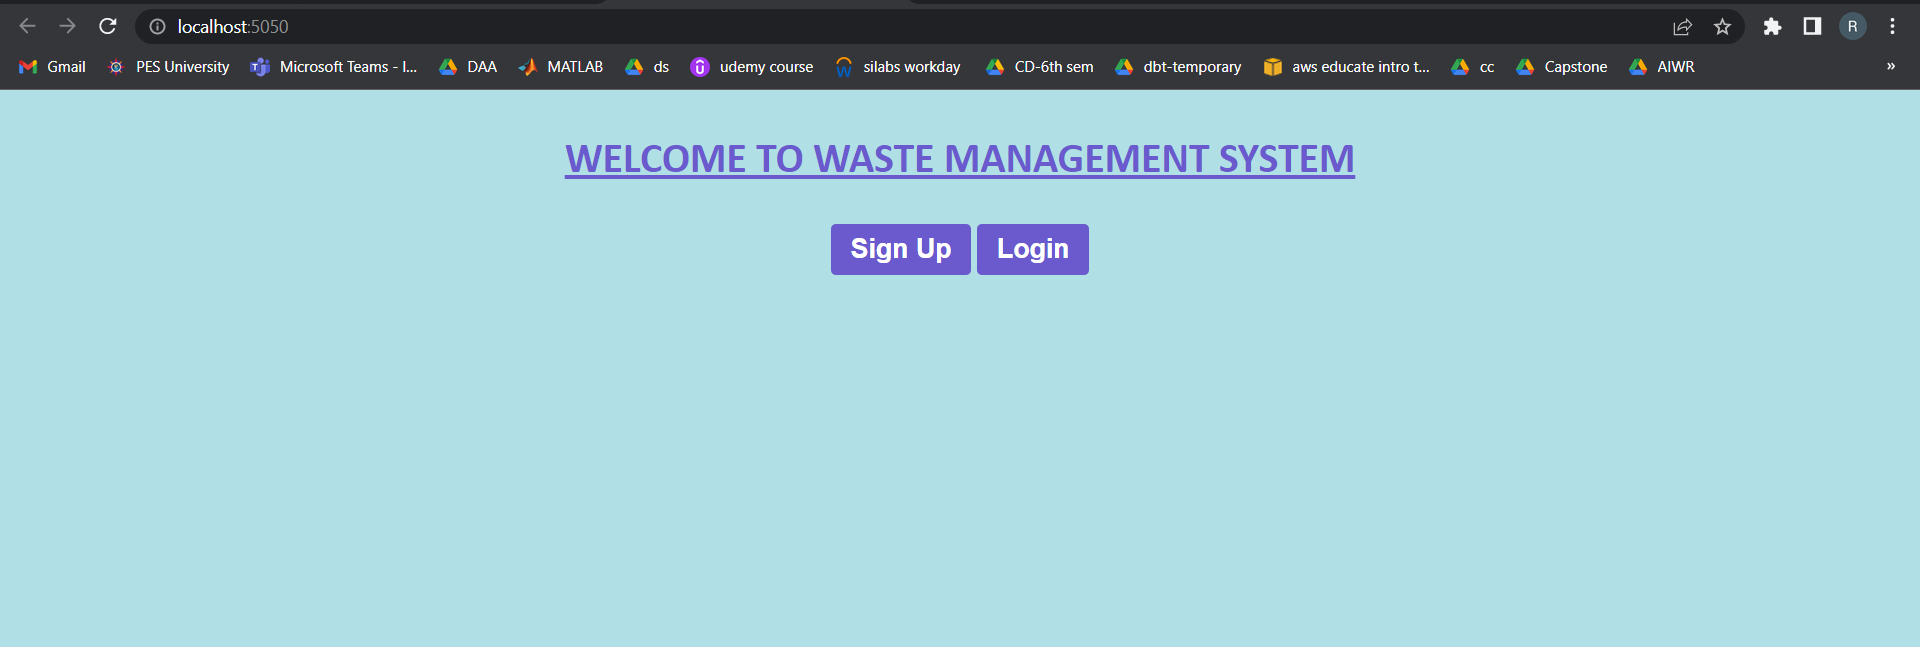 localhost:5050
R
Gmail PES University Microsoft Teams - I... DAA MATLAB ds udemy course silabs workday CD-6th sem dbt-temporary aws educate intro t... cc Capstone AIWR »
WELCOME TO WASTE MANAGEMENT SYSTEM
Sign Up Login